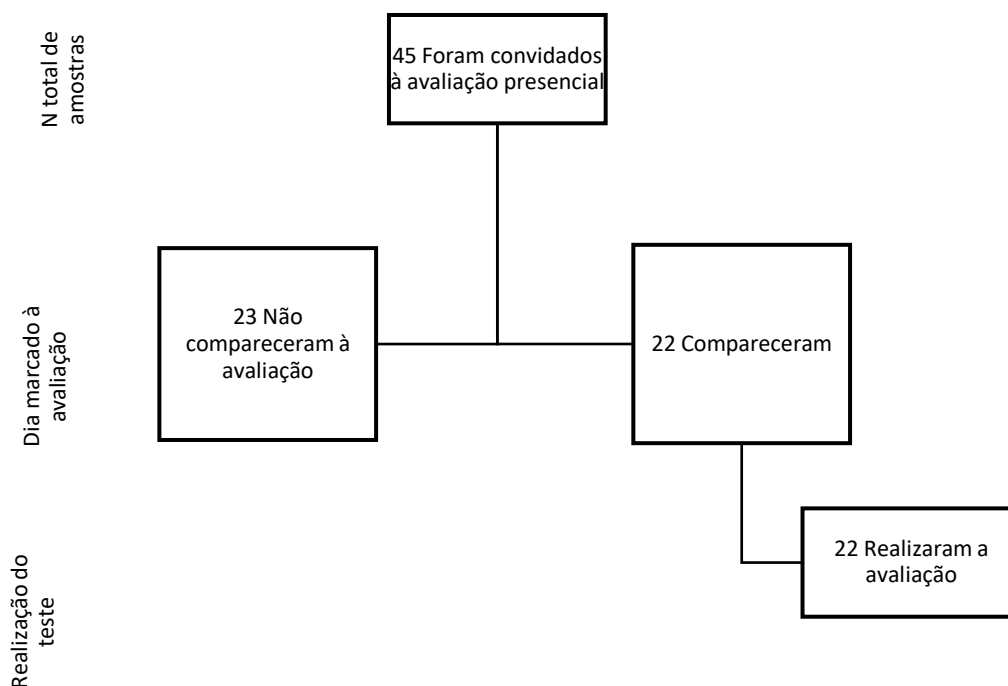 N total de
amostras
45 Foram convidados
à avaliação presencial
Dia marcado à
avaliação
23 Não
compareceram à
avaliação
22 Compareceram
Realização do
teste
22 Realizaram a
avaliação